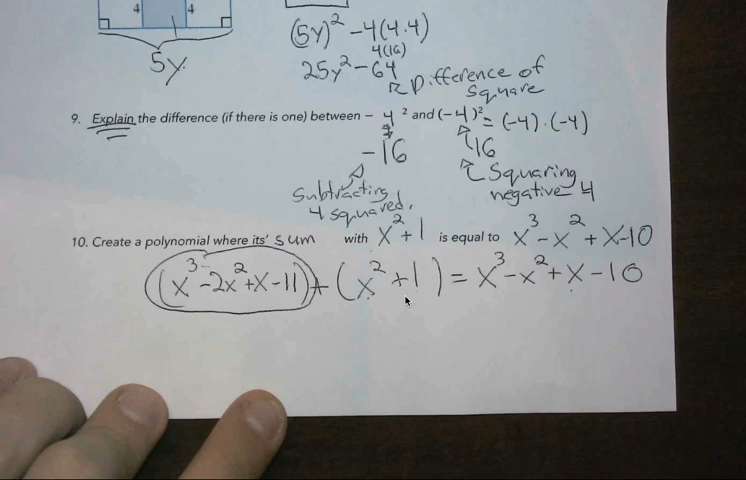 4 4
5y.
(5y)² -4(4·4)
4(16)
25y² -64
Difference of
Square
9. Explain the difference (if there is one) between - 4² and (-4)² = (-4)·(-4)
-16
16
Squaring
negative 4
Subtracting
4 squared.
10. Create a polynomial where its' sum with x²+1 is equal to x³-x²+x-10
(x³-2x²+x-11)+(x²+1)=x³-x²+x-10